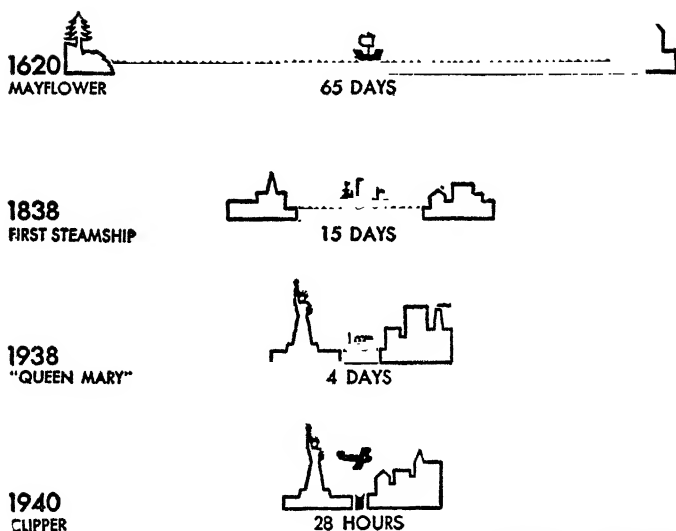 1620
MAYFLOWER
65 DAYS
1838
FIRST STEAMSHIP
15 DAYS
1938
"QUEEN MARY"
4 DAYS
1940
CLIPPER
28 HOURS